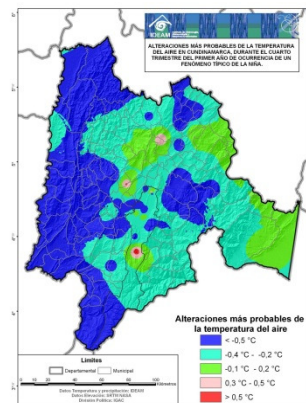 IDEAM
ALTERACIONES MÁS PROBABLES DE LA TEMPERATURA
DEL AIRE EN CUNDINAMARCA, DURANTE EL CUARTO
TRIMESTRE DEL PRIMER AÑO DE OCURRENCIA DE UN
FENÓMENO TÍPICO DE LA NIÑA.
Alteraciones más probables de
la temperatura del aire
< -0,5 °C
-0,4 °C - -0,2 °C
-0,1 °C - 0,2 °C
0,3 °C - 0,5 °C
> 0,5 °C
Límites
Departamental
Municipal
Datos Temperatura y precipitación: IDEAM
Datos Elevación: SRTM NASA
División Política: IGAC